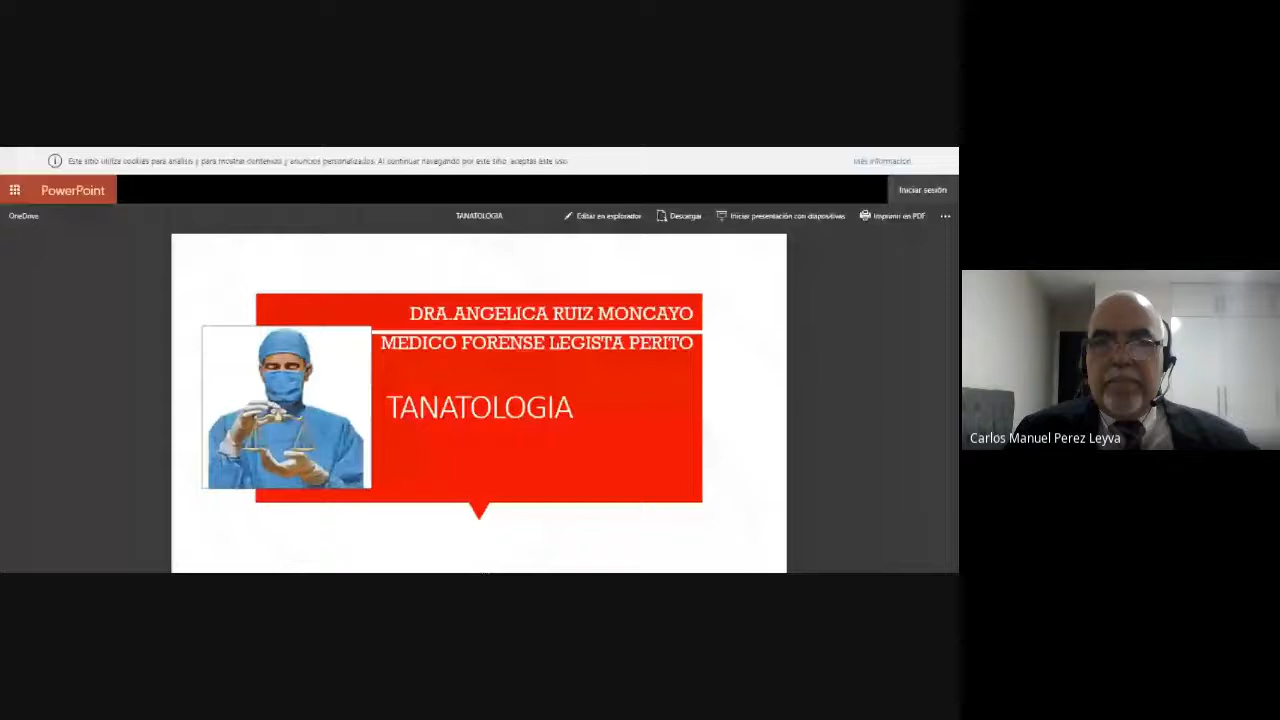 Este sitio utiliza cookies para análisis y para mostrar contenidos y anuncios personalizados. Al continuar navegando por este sitio, aceptas este uso.
Más información
PowerPoint
Iniciar sesión
OneDrive
TANATOLOGIA
Editar en explorador
Descargar
Iniciar presentación con diapositivas
Imprimir en PDF
DRA.ANGELICA RUIZ MONCAYO
MEDICO FORENSE LEGISTA PERITO
TANATOLOGIA
Carlos Manuel Perez Leyva